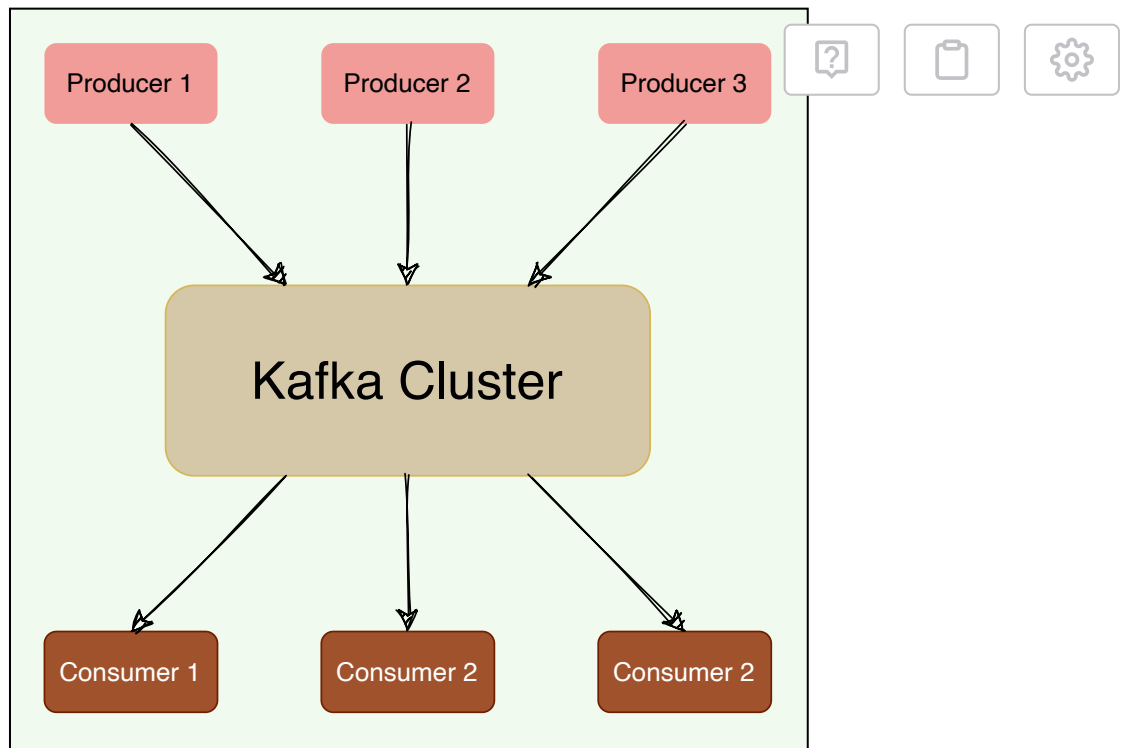 Producer 1
Producer 2
Producer 3
?
Kafka Cluster
Consumer 1
Consumer 2
Consumer 2